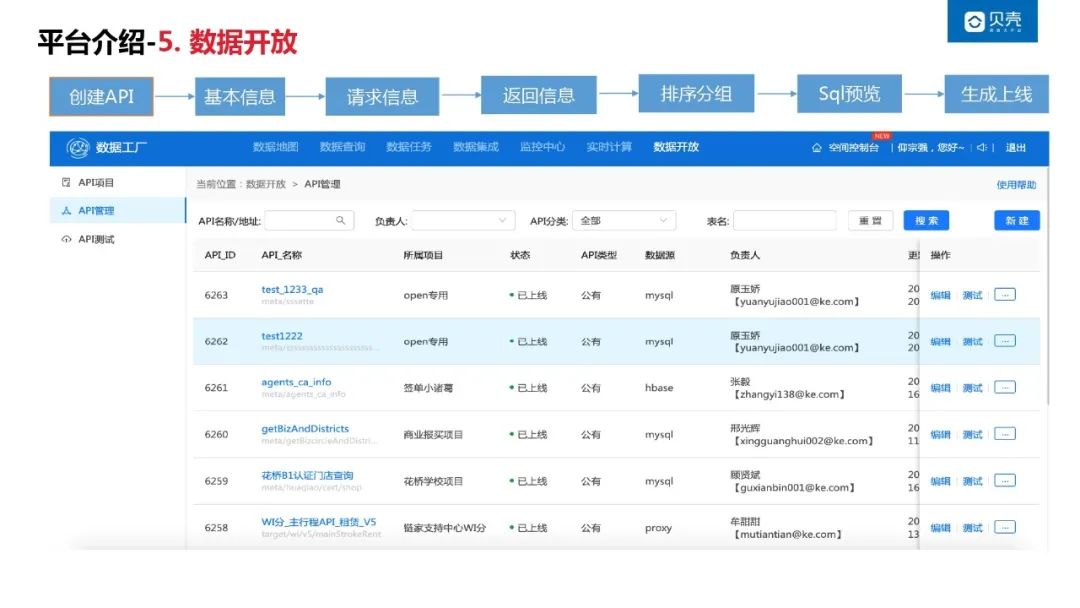 平台介绍-5. 数据开放
贝壳
创建API
基本信息
请求信息
返回信息
排序分组
Sql预览
生成上线
数据工厂
数据地图 数据查询 数据任务 数据集成 监控中心 实时计算 数据开放
NEW
空间控制台 | 仰宗强，您好~ | 退出
API项目
API管理
API测试
当前位置：数据开放 > API管理
使用帮助
API名称/地址:
负责人:
API分类: 全部
表名:
重 置
搜 索
新 建
API_ID API_名称 所属项目 状态 API类型 数据源 负责人 操作
6263 test_1233_qa open专用 已上线 公有 mysql 原玉娇 20 编辑 测试 ...
【yuanyujiao001@ke.com】 20
6262 test1222 open专用 已上线 公有 mysql 原玉娇 20 编辑 测试 ...
【yuanyujiao001@ke.com】 20
6261 agents_ca_info 签单小诸葛 已上线 公有 hbase 张毅 20 编辑 测试 ...
meta/agents_ca_info 【zhangyi138@ke.com】 16
6260 getBizAndDistricts 商业报买项目 已上线 公有 mysql 邢光辉 20 编辑 测试 ...
meta/getBizcircleAndDistri... 【xingguanghui002@ke.com】 11
6259 花桥B1认证门店查询 花桥学校项目 已上线 公有 mysql 顾贤斌 20 编辑 测试 ...
meta/huaqiao/cert/shop 【guxianbin001@ke.com】 16
6258 WI分_主行程API_租赁_V5 链家支持中心WI分 已上线 公有 proxy 牟甜甜 20 编辑 测试 ...
target/wi/v5/mainStrokeRent 【mutiantian@ke.com】 13